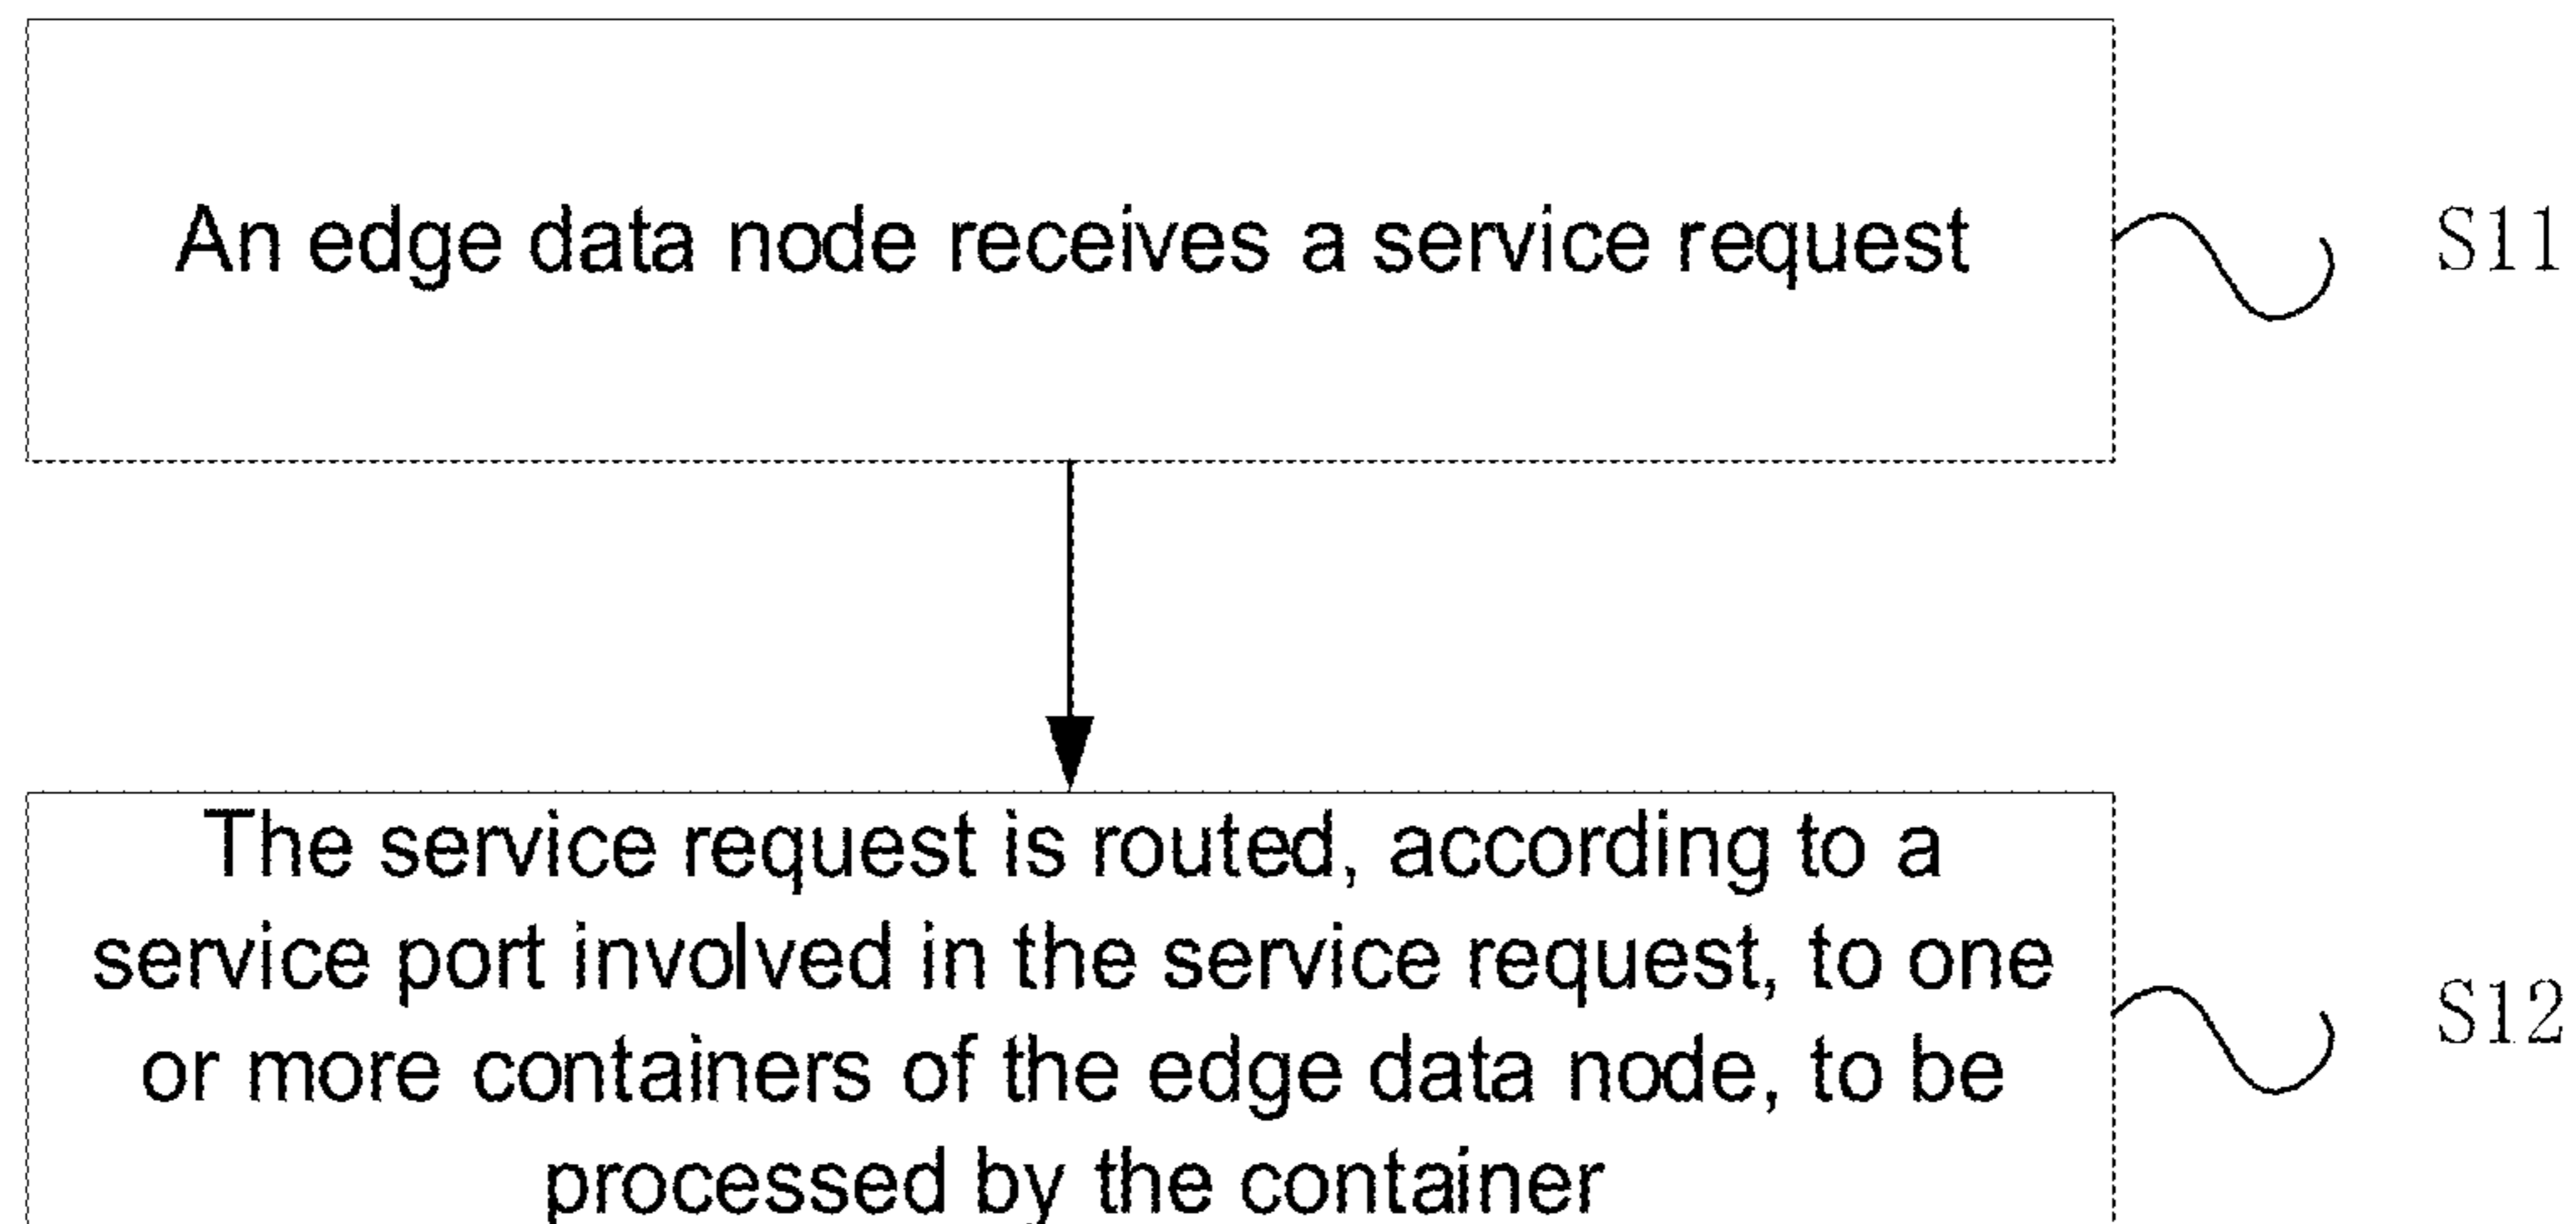 An edge data node receives a service request
S11
The service request is routed, according to a
service port involved in the service request, to one
or more containers of the edge data node, to be
processed by the container
S12